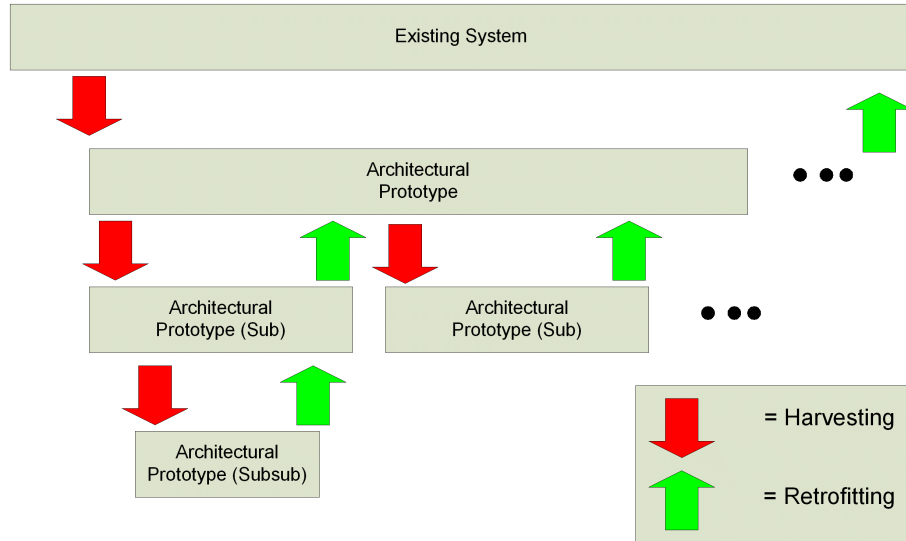 Existing System
Architectural
Prototype
Architectural
Prototype (Sub)
Architectural
Prototype (Sub)
Architectural
Prototype (Subsub)
= Harvesting
= Retrofitting